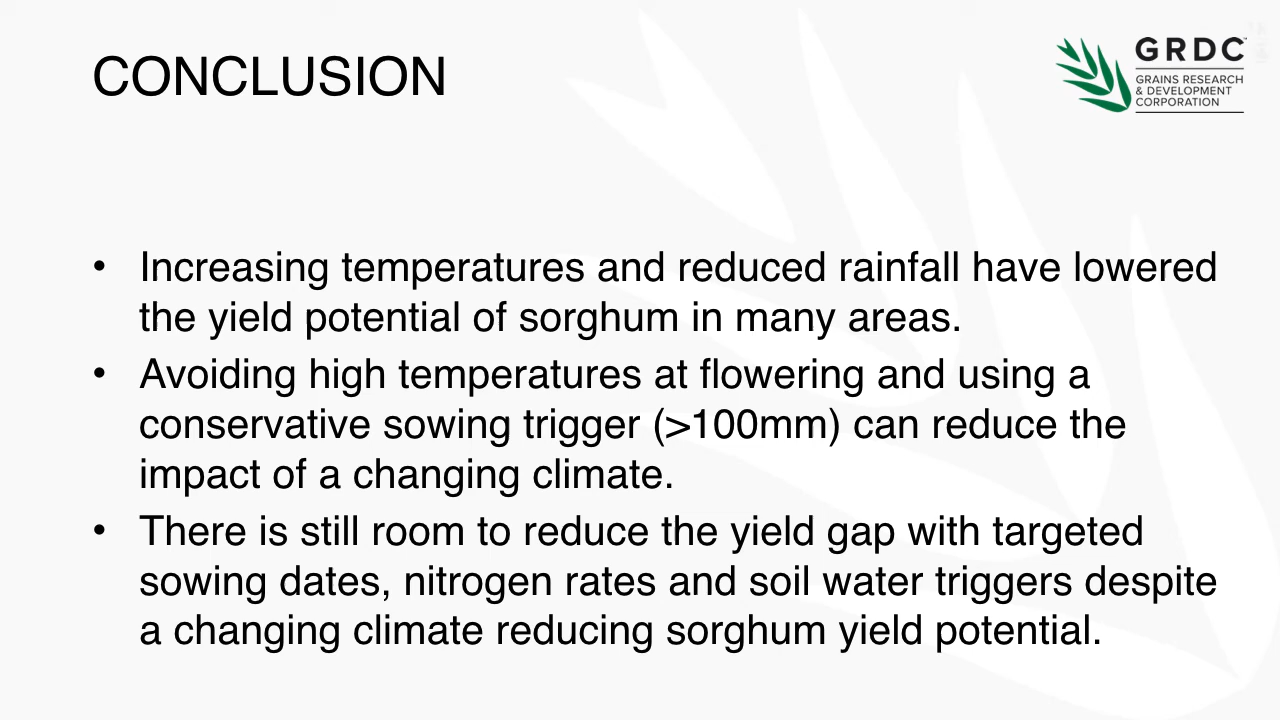 CONCLUSION
GRDC™
GRAINS RESEARCH
& DEVELOPMENT
CORPORATION
• Increasing temperatures and reduced rainfall have lowered
the yield potential of sorghum in many areas.
• Avoiding high temperatures at flowering and using a
conservative sowing trigger (>100mm) can reduce the
impact of a changing climate.
• There is still room to reduce the yield gap with targeted
sowing dates, nitrogen rates and soil water triggers despite
a changing climate reducing sorghum yield potential.